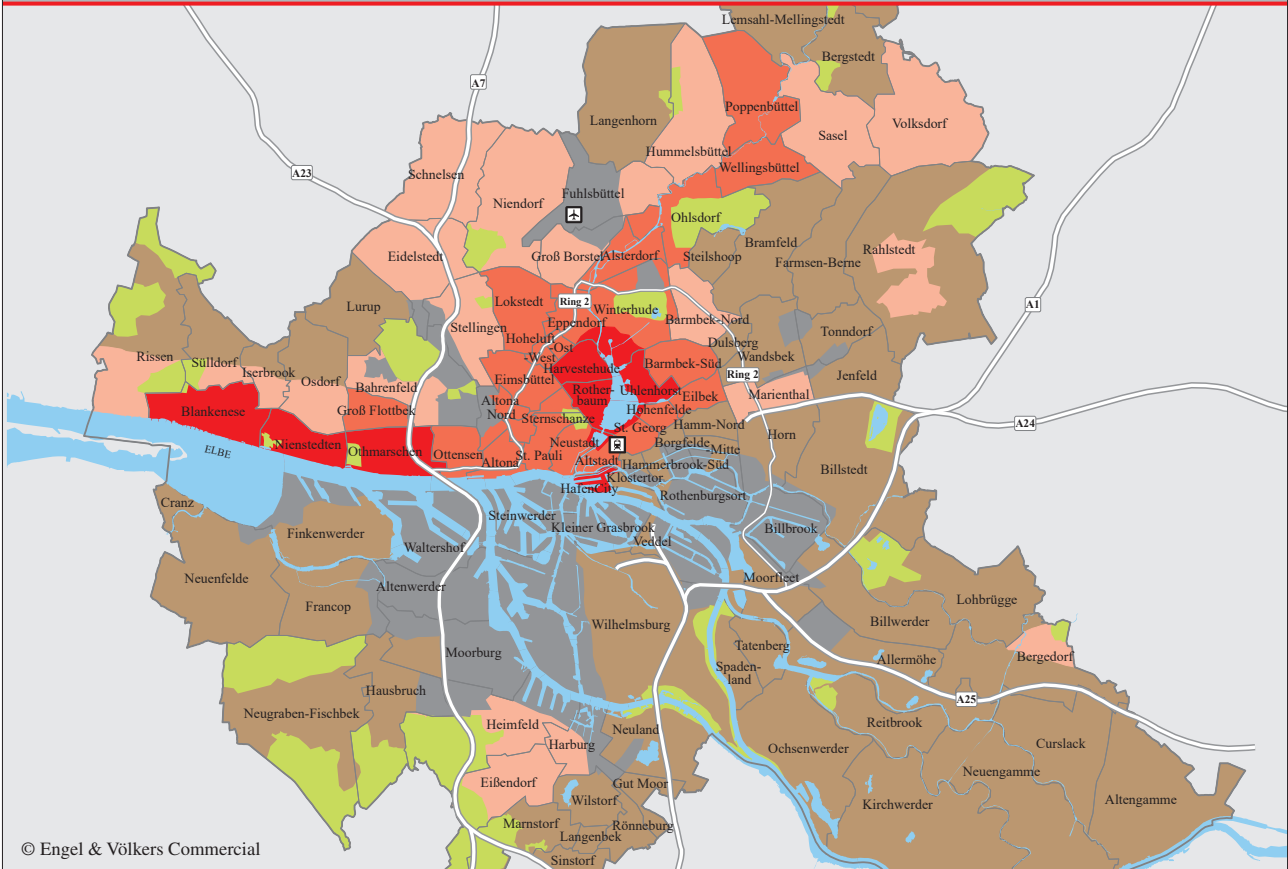 Lemsahl-Mellingstedt
Bergstedt
A7
Poppenbüttel
Langenhorn
Volksdorf
Sasel
Hummelsbüttel
Wellingsbüttel
A23
Schnelsen
Fuhlsbüttel
Niendorf
Ohlsdorf
Bramfeld
Rahlstedt
Eidelstedt
Groß Borstel
Alsterdorf
Steilshoop
Farmsen-Berne
Lurup
Lokstedt
Ring 2
Winterhude
A1
Stellingen
Eppendorf
Barmbek-Nord
Tonndorf
Hoheluft
-Ost
-West
Dulsberg
Rissen
Sülldorf
Wandsbek
Iserbrook
Harvestehude
Barmbek-Süd
Ring 2
Jenfeld
Osdorf
Bahrenfeld
Eimsbüttel
Rother-
baum
Uhlenhorst
Eilbek
Marienthal
Blankenese
Groß Flottbek
Altona
Nord
Sternschanze
Hohenfelde
St. Georg
Hamm-Nord
A24
Nienstedten
Othmarschen
Ottensen
Altona
St. Pauli
Neustadt
Borgfelde
-Mitte
Horn
ELBE
Altstadt
Hammerbrook
-Süd
Billstedt
Klostertor
HafenCity
Rothenburgsort
Cranz
Steinwerder
Kleiner Grasbrook
Billbrook
Finkenwerder
Waltershof
Veddel
Neuenfelde
Altenwerder
Moorfleet
Francop
Lohbrügge
Wilhelmsburg
Billwerder
Moorburg
Tatenberg
Allermöhe
Bergedorf
Spaden-
land
Hausbruch
A25
Neugraben-Fischbek
Heimfeld
Neuland
Reitbrook
Harburg
Ochsenwerder
Curslack
Eißendorf
Gut Moor
Neuengamme
Wilstorf
Kirchwerder
Altengamme
Marnstorf
Rönneburg
Langenbek
Sinstorf
© Engel & Völkers Commercial